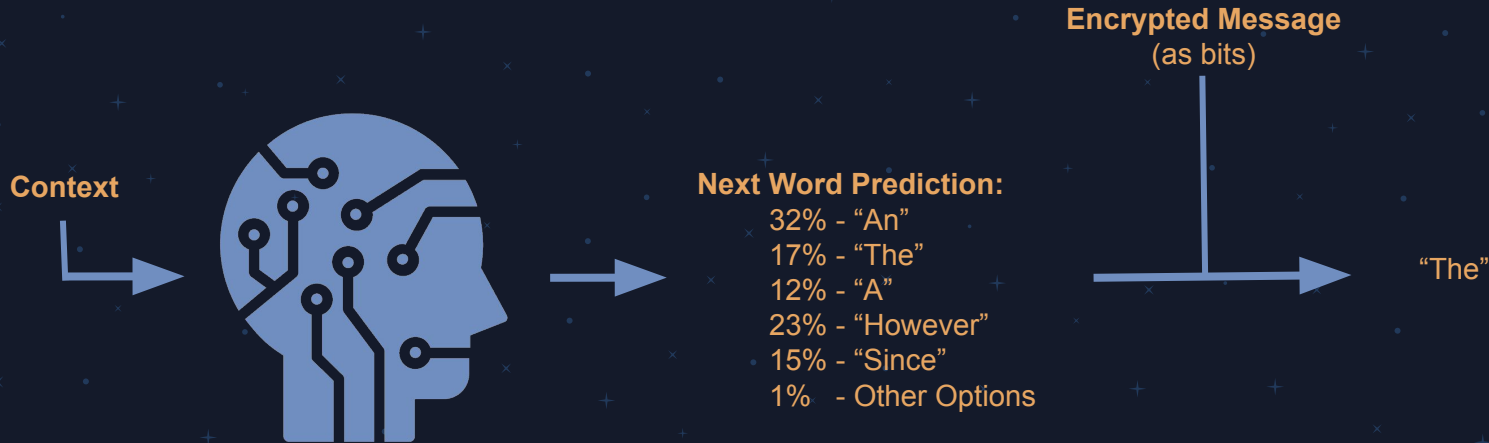 Encrypted Message
(as bits)
Context
Next Word Prediction:
32% - “An”
17% - “The”
12% - “A”
23% - “However”
15% - “Since”
1% - Other Options
“The”